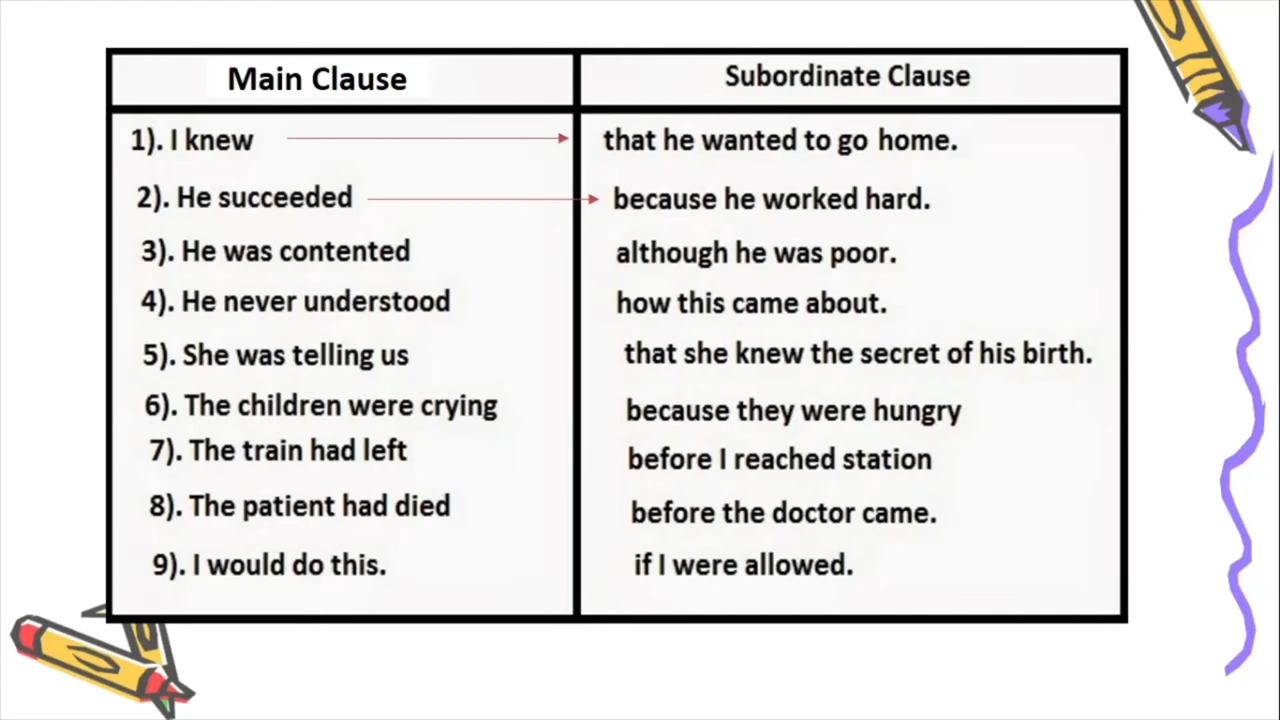 Main Clause Subordinate Clause
1). I knew that he wanted to go home.
2). He succeeded because he worked hard.
3). He was contented although he was poor.
4). He never understood how this came about.
5). She was telling us that she knew the secret of his birth.
6). The children were crying because they were hungry
7). The train had left before I reached station
8). The patient had died before the doctor came.
9). I would do this. if I were allowed.